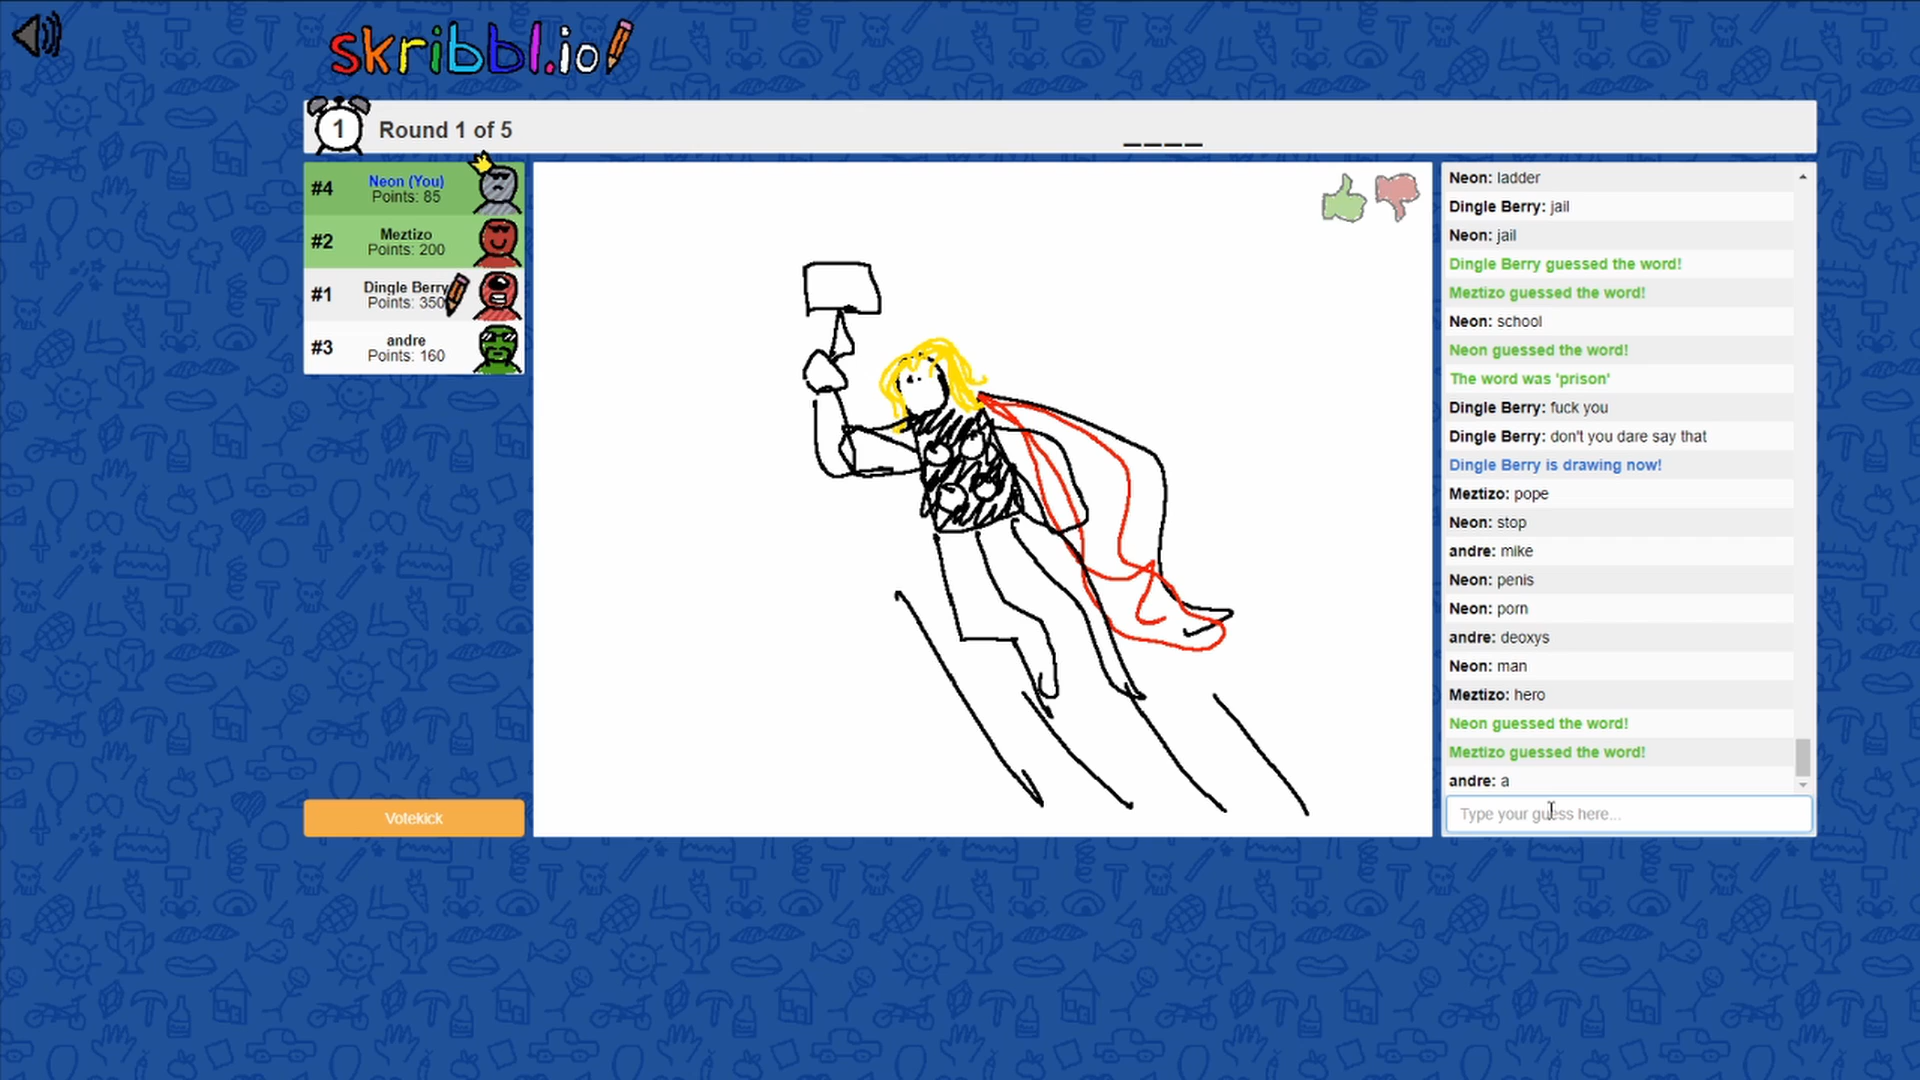 skribbl.io
1
Round 1 of 5
____
#4
Neon (You)
Points: 85
#2
Meztizo
Points: 200
#1
Dingle Berry
Points: 350
#3
andre
Points: 160
Votekick
Neon: ladder
Dingle Berry: jail
Neon: jail
Dingle Berry guessed the word!
Meztizo guessed the word!
Neon: school
Neon guessed the word!
The word was 'prison'
Dingle Berry: fuck you
Dingle Berry: don't you dare say that
Dingle Berry is drawing now!
Meztizo: pope
Neon: stop
andre: mike
Neon: penis
Neon: porn
andre: deoxys
Neon: man
Meztizo: hero
Neon guessed the word!
Meztizo guessed the word!
andre: a
Type your guess here...